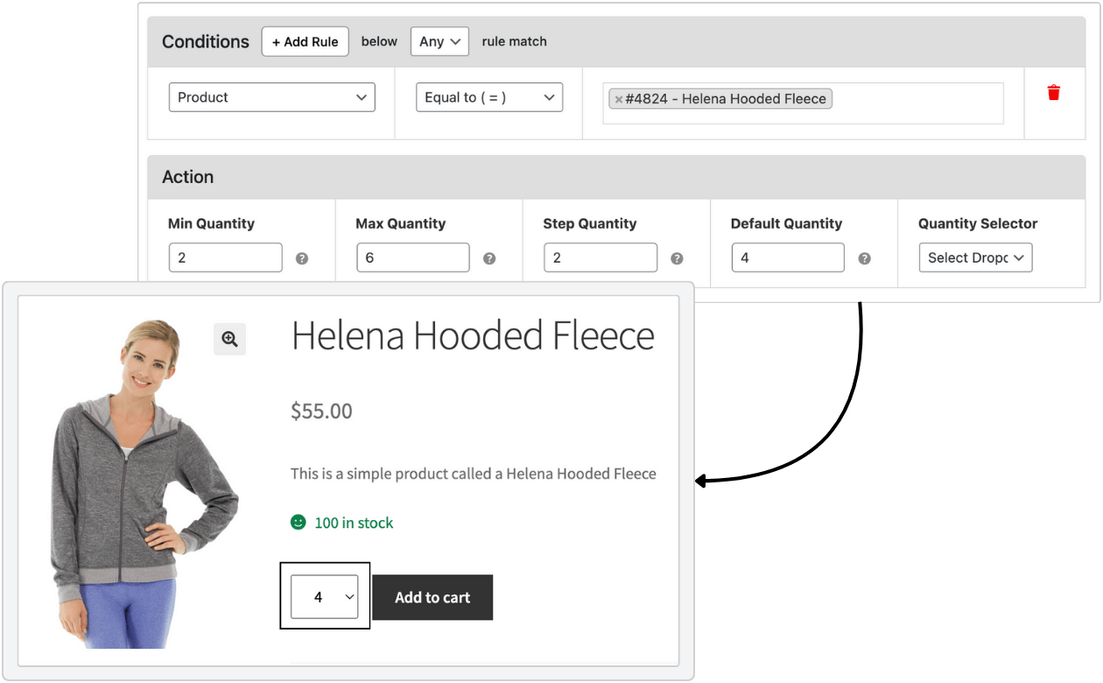 Conditions + Add Rule below Any rule match
Product Equal to ( = ) ×#4824 - Helena Hooded Fleece
Action
Min Quantity Max Quantity Step Quantity Default Quantity Quantity Selector
2 ? 6 ? 2 ? 4 ? Select Dropc
Helena Hooded Fleece
$55.00
This is a simple product called a Helena Hooded Fleece
100 in stock
4 Add to cart